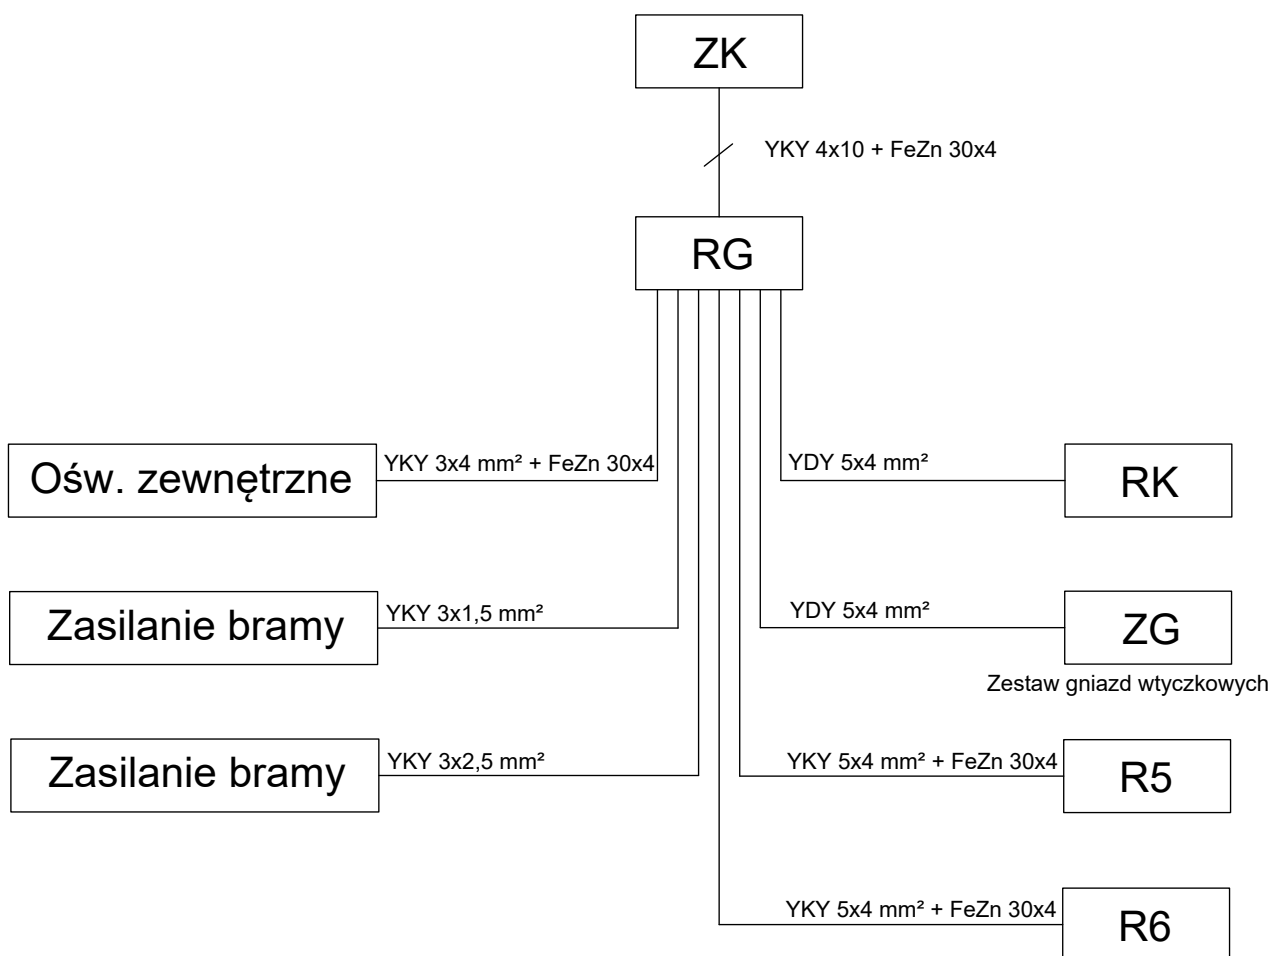 ZK
YKY 4x10 + FeZn 30x4
RG
YKY 3x4 mm² + FeZn 30x4
YDY 5x4 mm²
Ośw. zewnętrzne
RK
YKY 3x1,5 mm²
YDY 5x4 mm²
Zasilanie bramy
ZG
Zestaw gniazd wtyczkowych
YKY 3x2,5 mm²
YKY 5x4 mm² + FeZn 30x4
Zasilanie bramy
R5
YKY 5x4 mm² + FeZn 30x4
R6